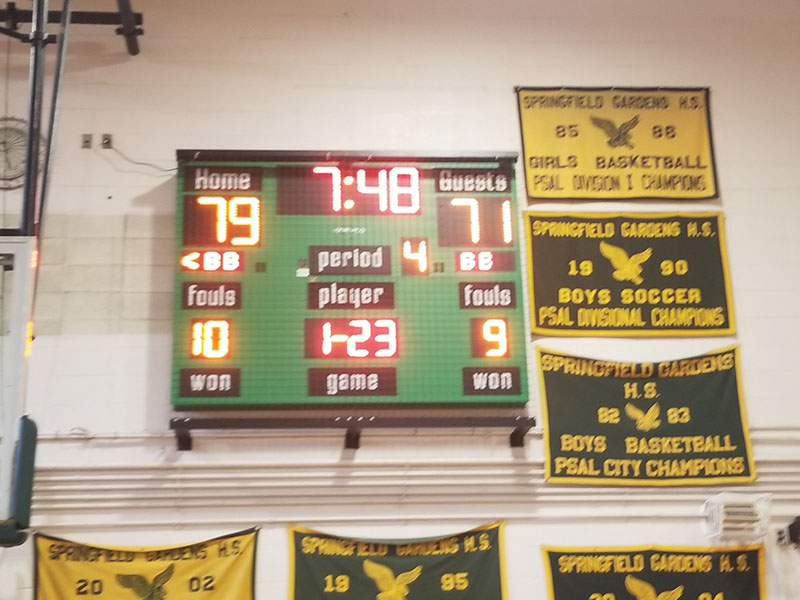 Home 7:48 Guests
79 71
<BB period 4 BB
fouls player fouls
10 1-23 9
won game won
SPRINGFIELD GARDENS H.S.
85 86
GIRLS BASKETBALL
PSAL DIVISION I CHAMPIONS
SPRINGFIELD GARDENS H.S.
19 90
BOYS SOCCER
PSAL DIVISIONAL CHAMPIONS
SPRINGFIELD GARDENS
H.S.
82 83
BOYS BASKETBALL
PSAL CITY CHAMPIONS
SPRINGFIELD GARDENS H.S.
20 02
SPRINGFIELD GARDENS H.S.
19 95
SPRINGFIELD GARDENS H.S.